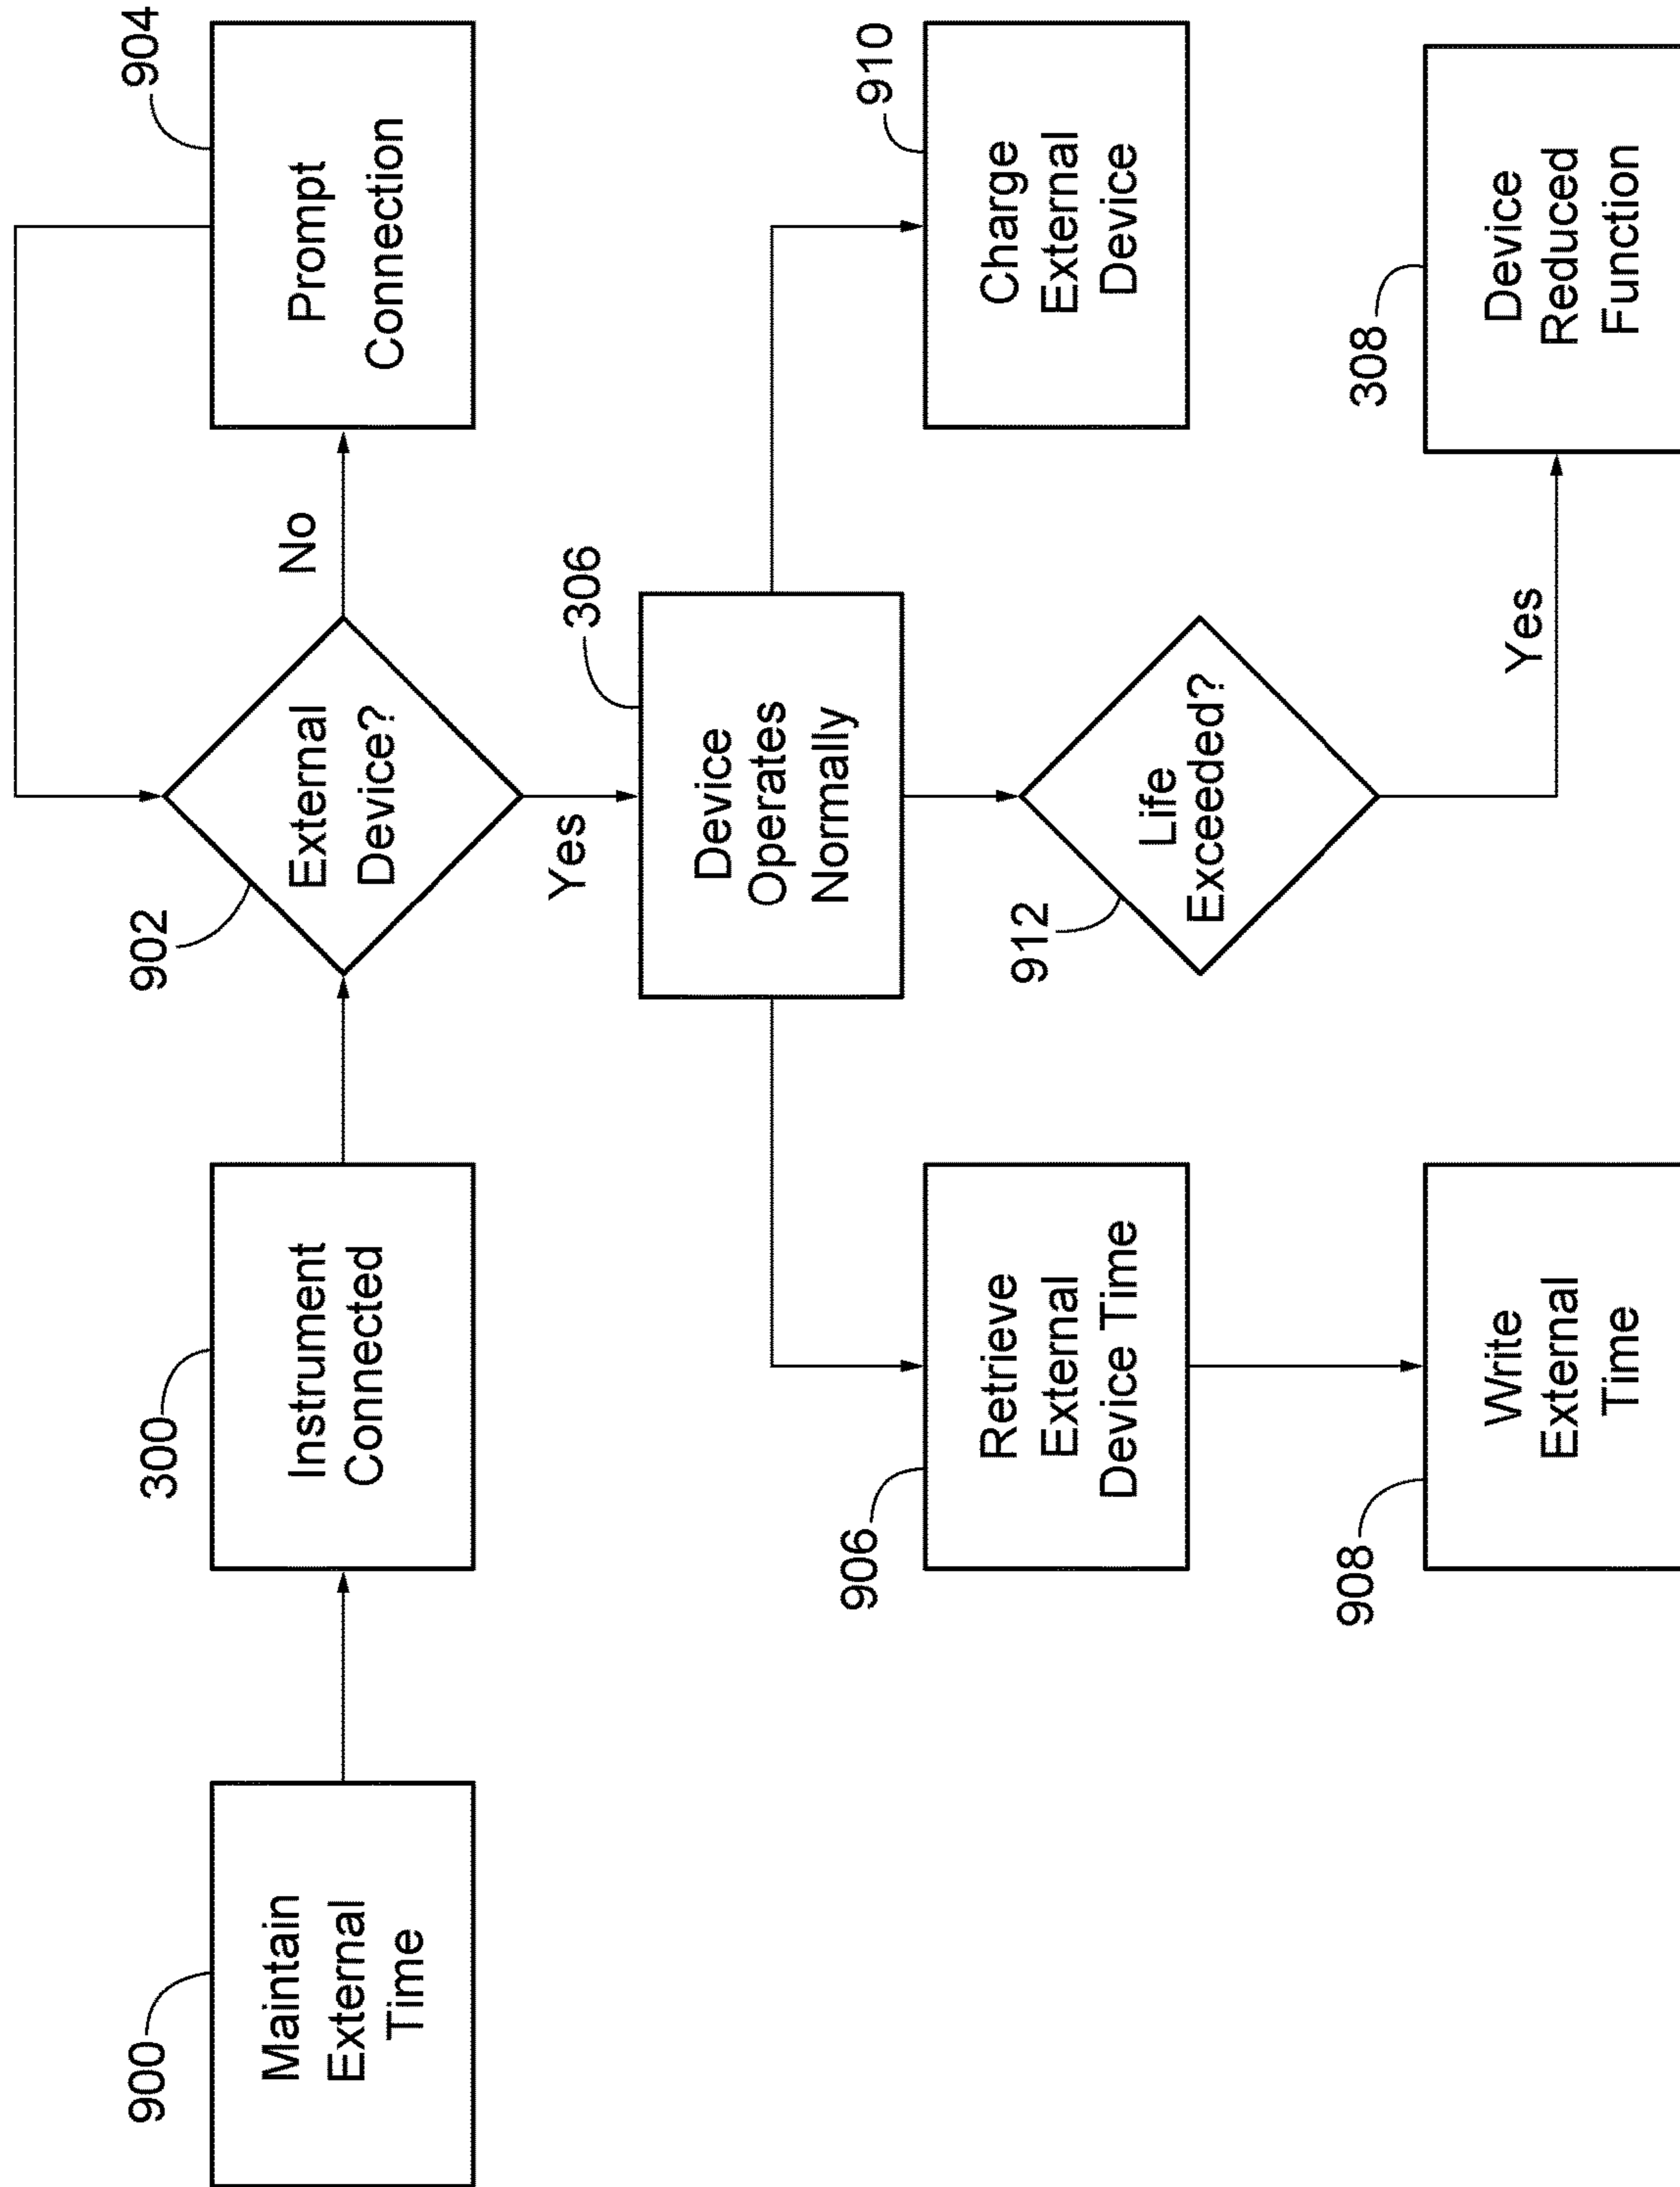 900
Maintain
External
Time
300
Instrument
Connected
902
External
Device?
No
904
Prompt
Connection
Yes
306
Device
Operates
Normally
906
Retrieve
External
Device Time
910
Charge
External
Device
912
Life
Exceeded?
908
Write
External
Time
Yes
308
Device
Reduced
Function